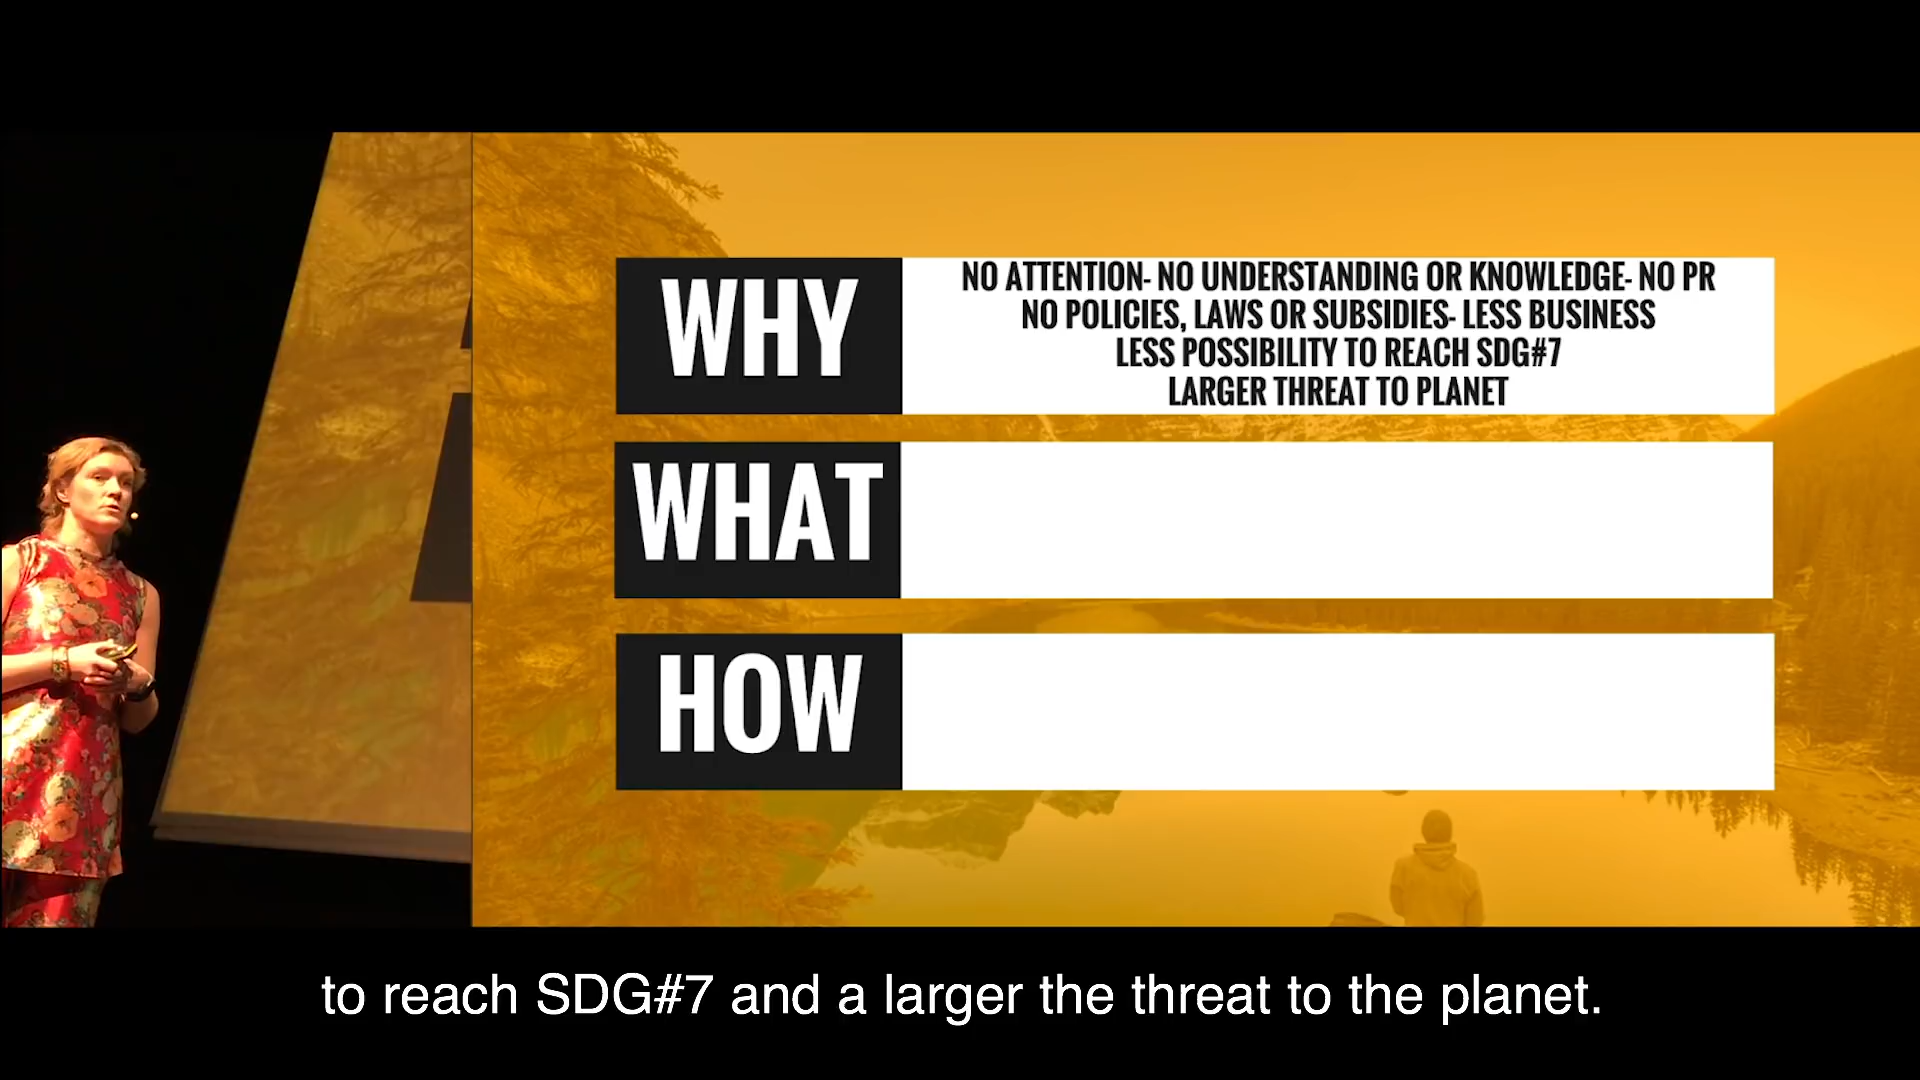 WHY
NO ATTENTION- NO UNDERSTANDING OR KNOWLEDGE- NO PR
NO POLICIES, LAWS OR SUBSIDIES- LESS BUSINESS
LESS POSSIBILITY TO REACH SDG#7
LARGER THREAT TO PLANET
WHAT
HOW
to reach SDG#7 and a larger the threat to the planet.